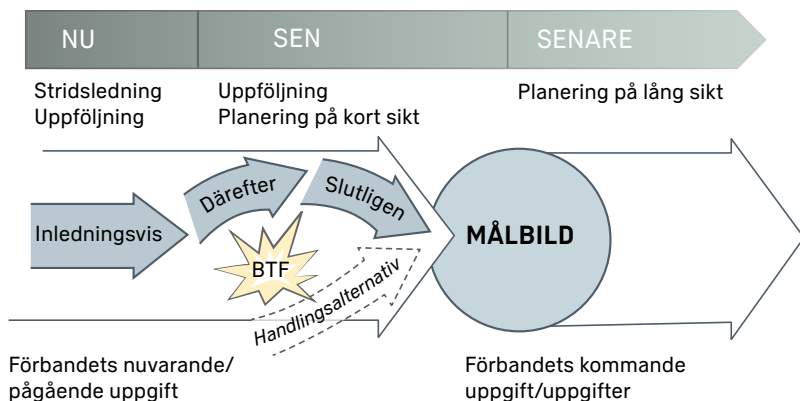 NU
SEN
SENARE
Stridsledning
Uppföljning
Uppföljning
Planering på kort sikt
Planering på lång sikt
Inledningsvis
Därefter
Slutligen
BTF
Handlingsalternativ
MÅLBILD
Förbandets nuvarande/
pågående uppgift
Förbandets kommande
uppgift/uppgifter